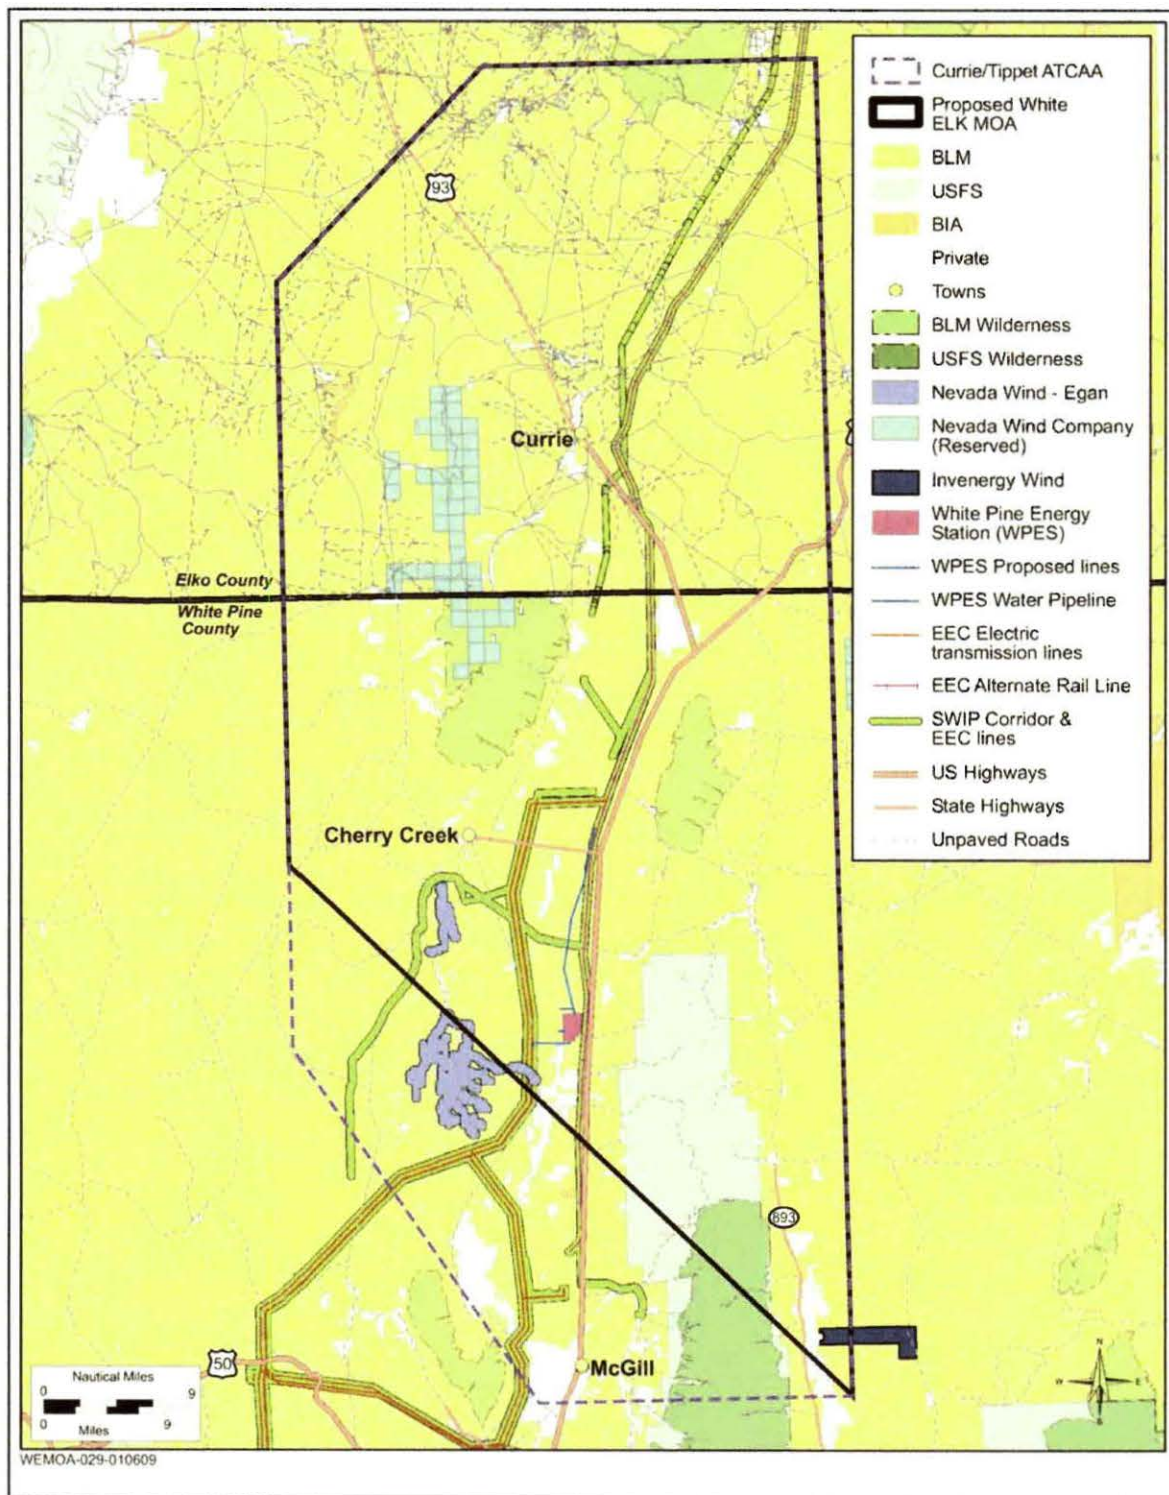 Currie/Tippet ATCAA
Proposed White
ELK MOA
BLM
USFS
BIA
Private
Towns
BLM Wilderness
USFS Wilderness
Nevada Wind - Egan
Nevada Wind Company
(Reserved)
Invenergy Wind
White Pine Energy
Station (WPES)
WPES Proposed lines
WPES Water Pipeline
EEC Electric
transmission lines
EEC Alternate Rail Line
SWIP Corridor &
EEC lines
US Highways
State Highways
Unpaved Roads
93
Currie
Elko County
White Pine
County
Cherry Creek
893
50
McGill
Nautical Miles
0 9
0 9
Miles
N
W E
S
WEMOA-029-010609